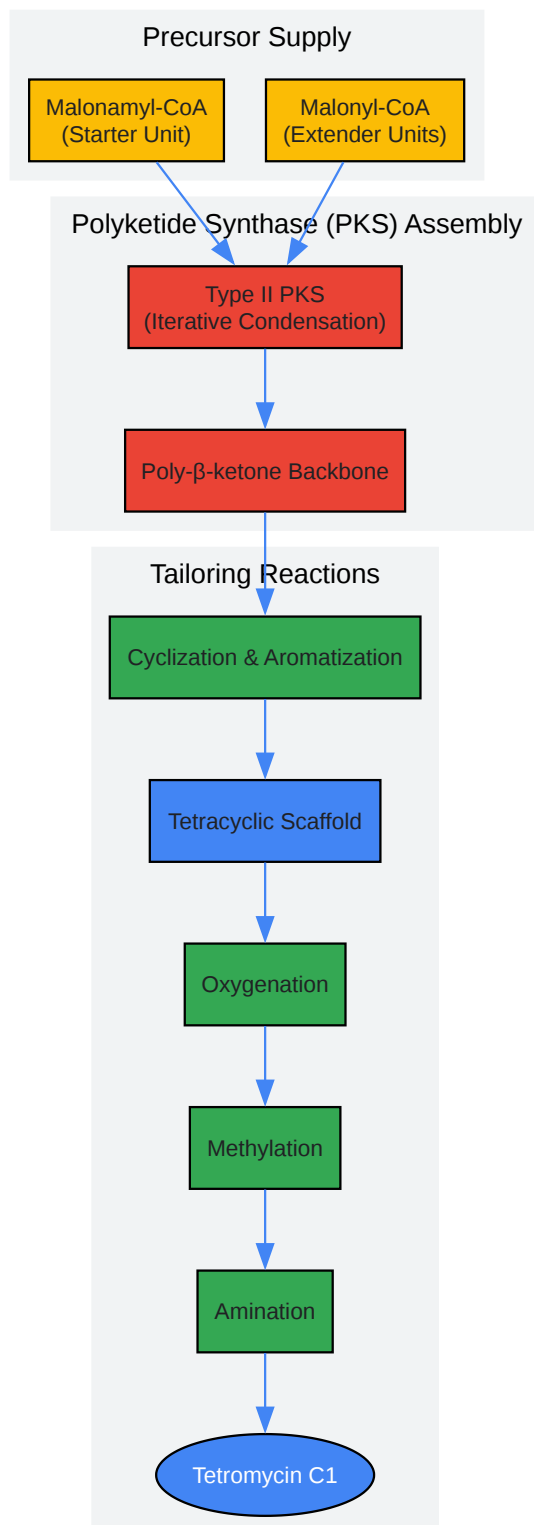 Precursor Supply
Malonamyl-CoA
(Starter Unit)
Malonyl-CoA
(Extender Units)
Polyketide Synthase (PKS) Assembly
Type II PKS
(Iterative Condensation)
Poly-β-ketone Backbone
Tailoring Reactions
Cyclization & Aromatization
Tetracyclic Scaffold
Oxygenation
Methylation
Amination
Tetromycin C1